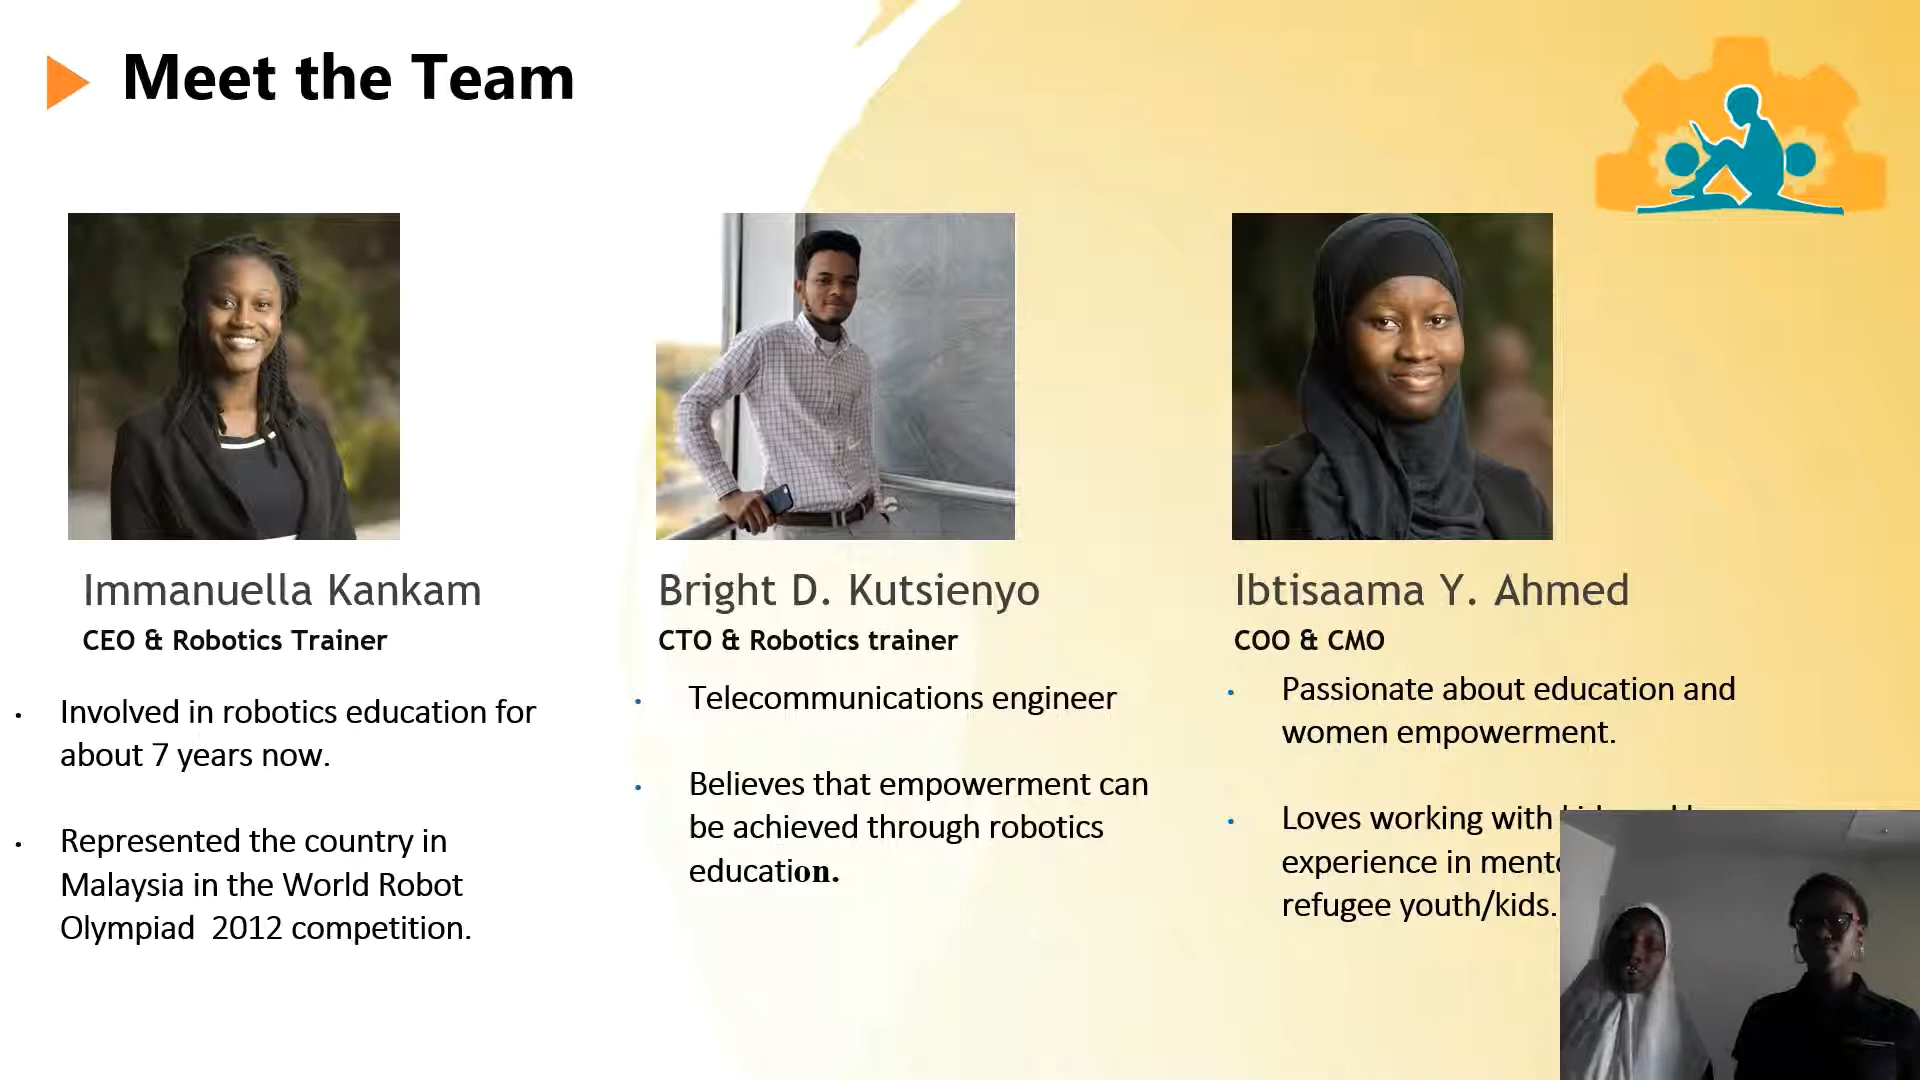 Meet the Team
Immanuella Kankam
CEO & Robotics Trainer
Involved in robotics education for
about 7 years now.
Represented the country in
Malaysia in the World Robot
Olympiad 2012 competition.
Bright D. Kutsienyo
CTO & Robotics trainer
Telecommunications engineer
Believes that empowerment can
be achieved through robotics
education.
Ibtisaama Y. Ahmed
COO & CMO
Passionate about education and
women empowerment.
Loves working with
experience in
refugee youth/kids.